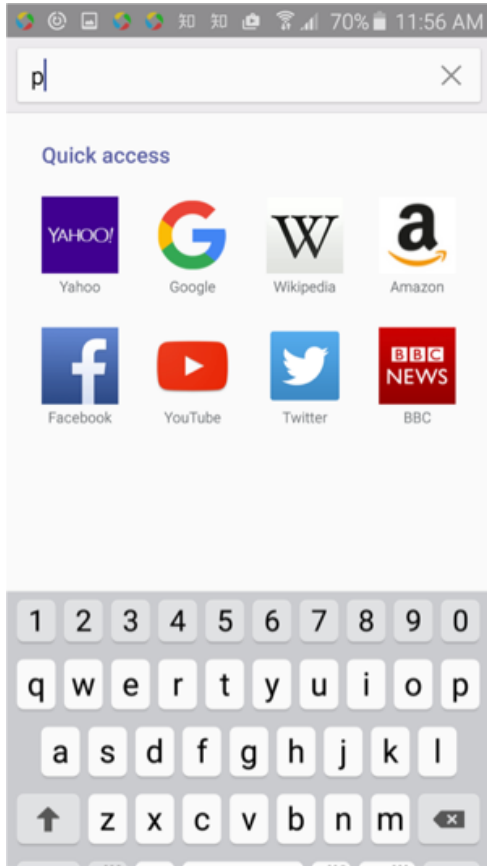 知 知 70% 11:56 AM
p
Quick access
YAHOO! W a
Yahoo Google Wikipedia Amazon
f BBC NEWS
Facebook YouTube Twitter BBC
1 2 3 4 5 6 7 8 9 0
q w e r t y u i o p
a s d f g h j k l
z x c v b n m